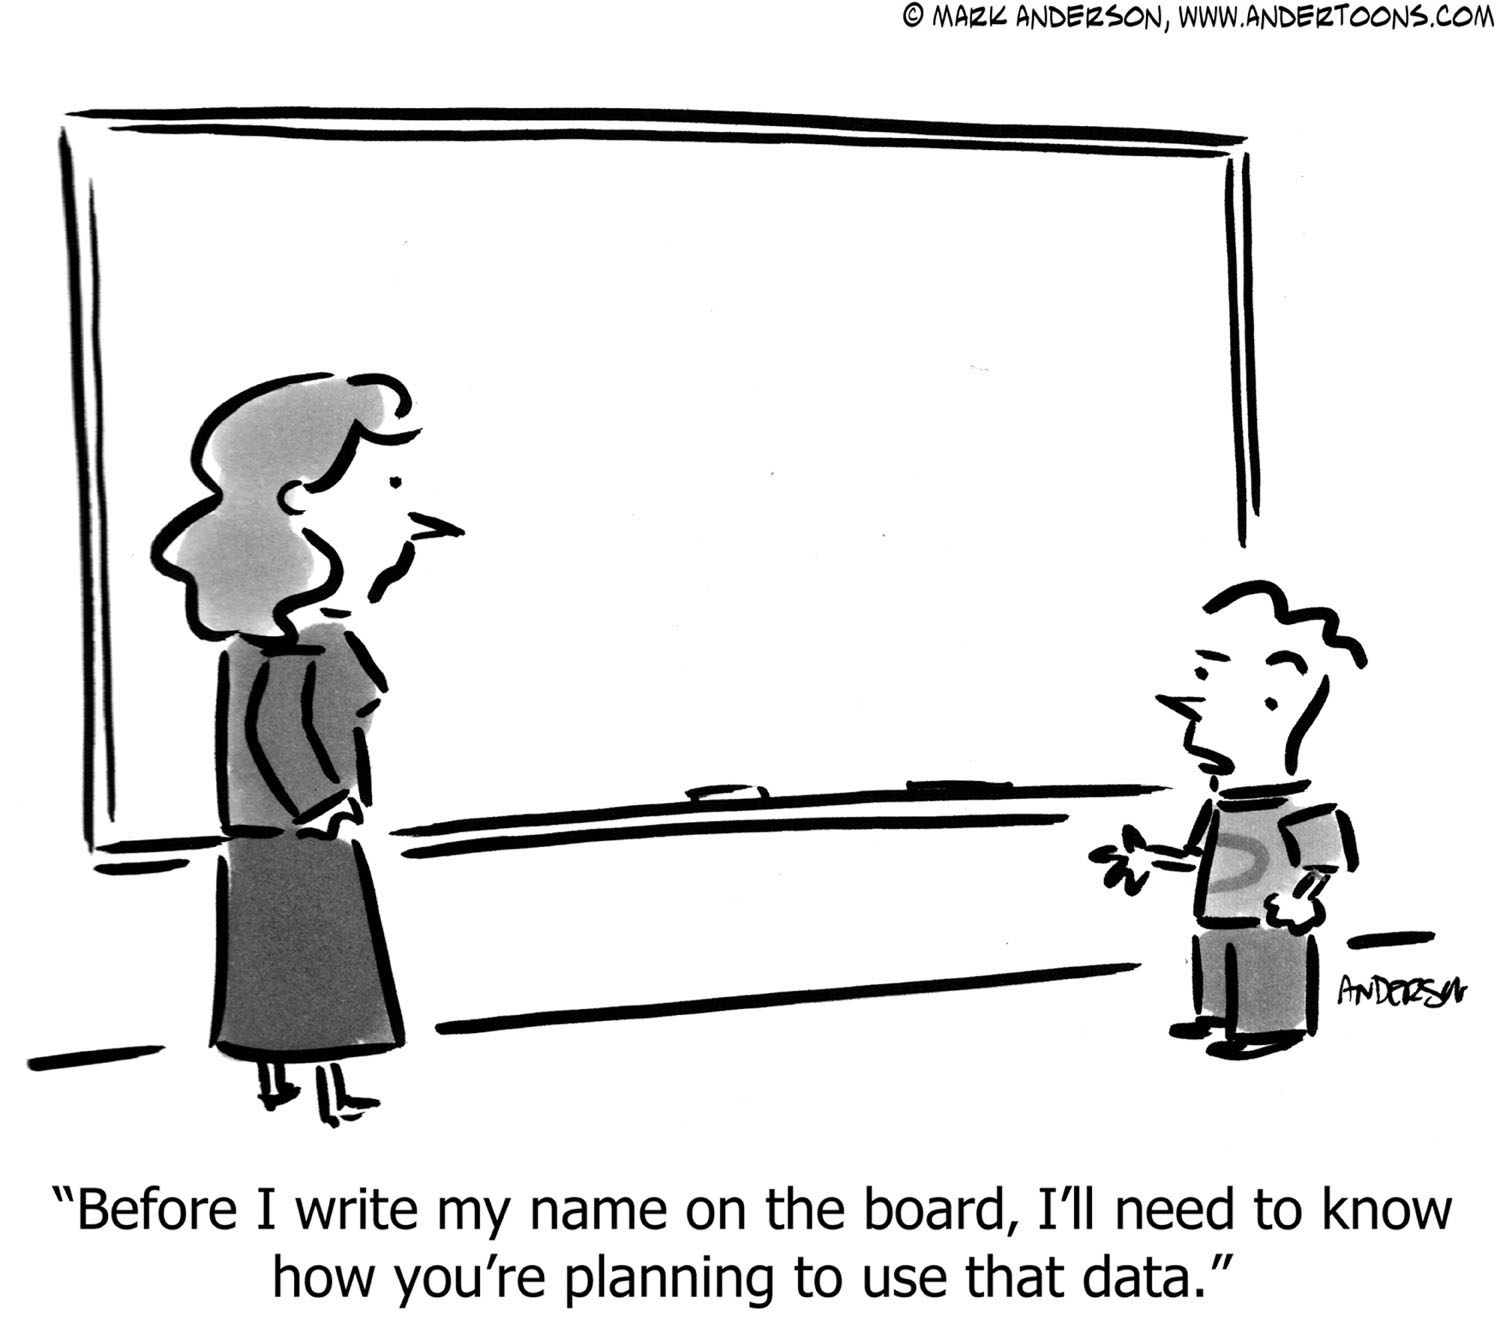 © MARK ANDERSON, WWW.ANDERTOONS.COM
ANDERSON
“Before I write my name on the board, I’ll need to know
how you’re planning to use that data.”